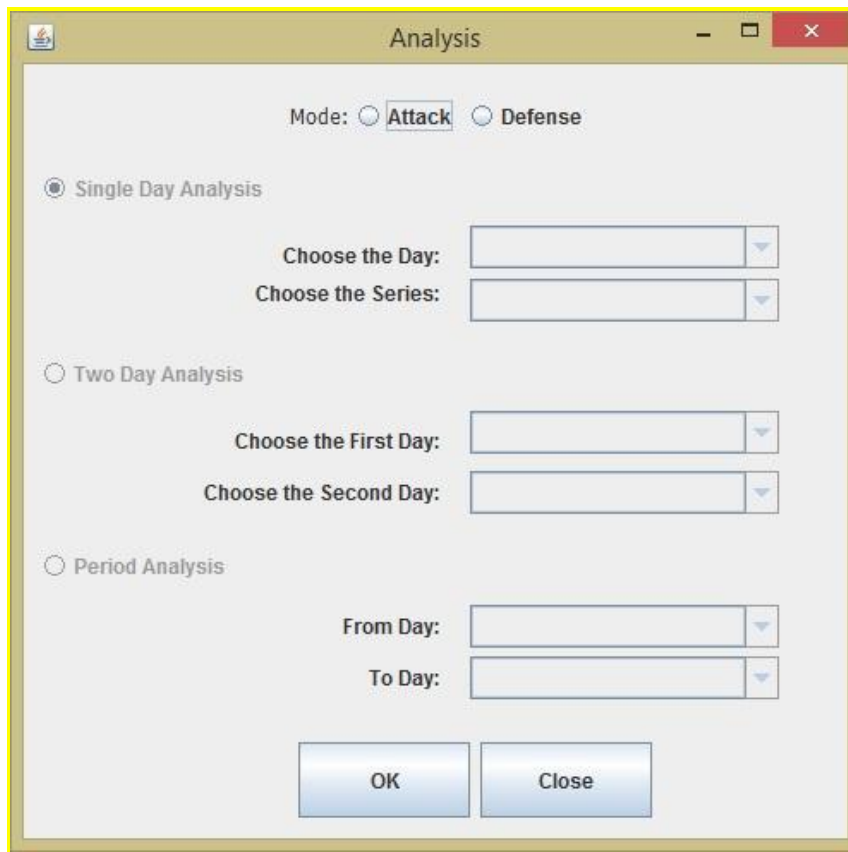 Analysis
Mode: Attack Defense
Single Day Analysis
Choose the Day:
Choose the Series:
Two Day Analysis
Choose the First Day:
Choose the Second Day:
Period Analysis
From Day:
To Day:
OK Close